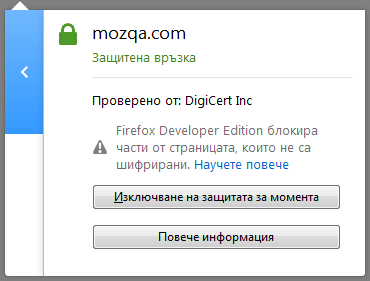 mozqa.com
Защитена връзка
Проверено от: DigiCert Inc
Firefox Developer Edition блокира
части от страницата, които не са
шифрирани. Научете повече
Изключване на защитата за момента
Повече информация